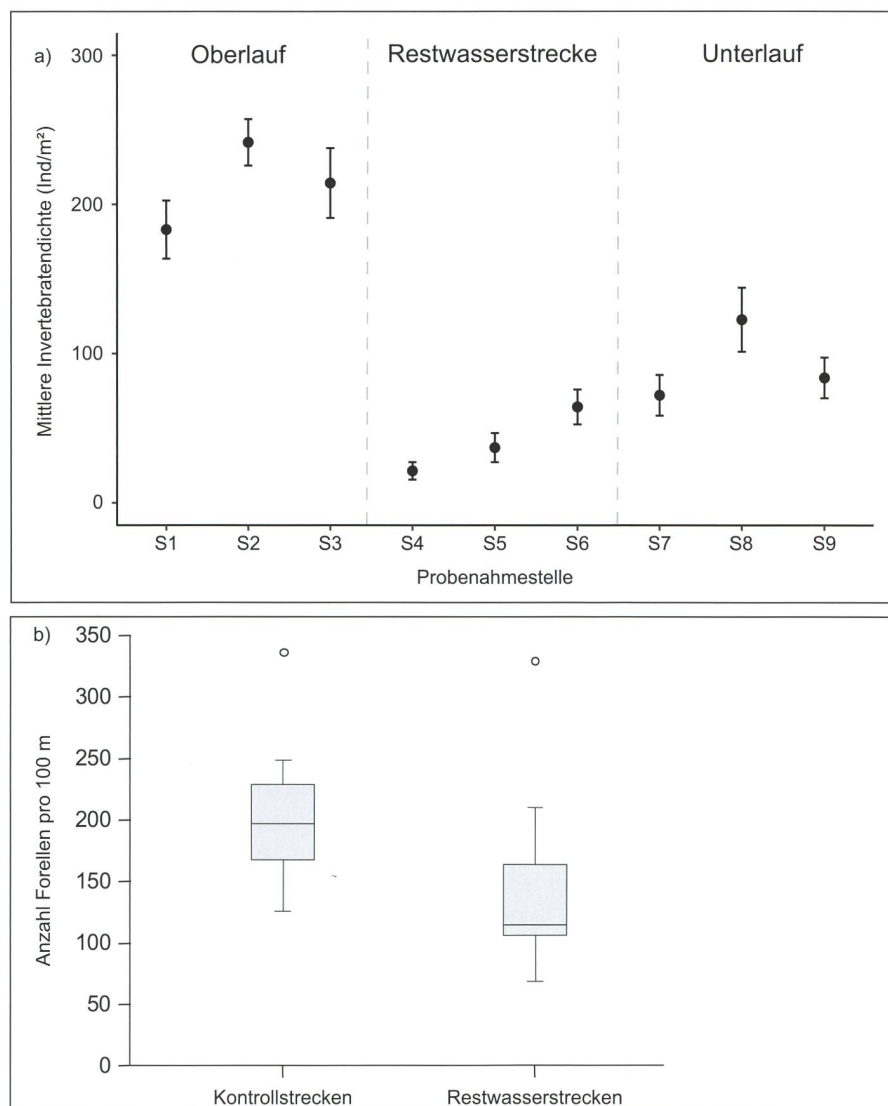 a)
Oberlauf Restwasserstrecke Unterlauf
Mittlere Invertebratendichte (Ind/m²)
300
200
100
0
S1 S2 S3 S4 S5 S6 S7 S8 S9
Probenahmestelle
b)
Anzahl Forellen pro 100 m
350
300
250
200
150
100
50
0
Kontrollstrecken Restwasserstrecken